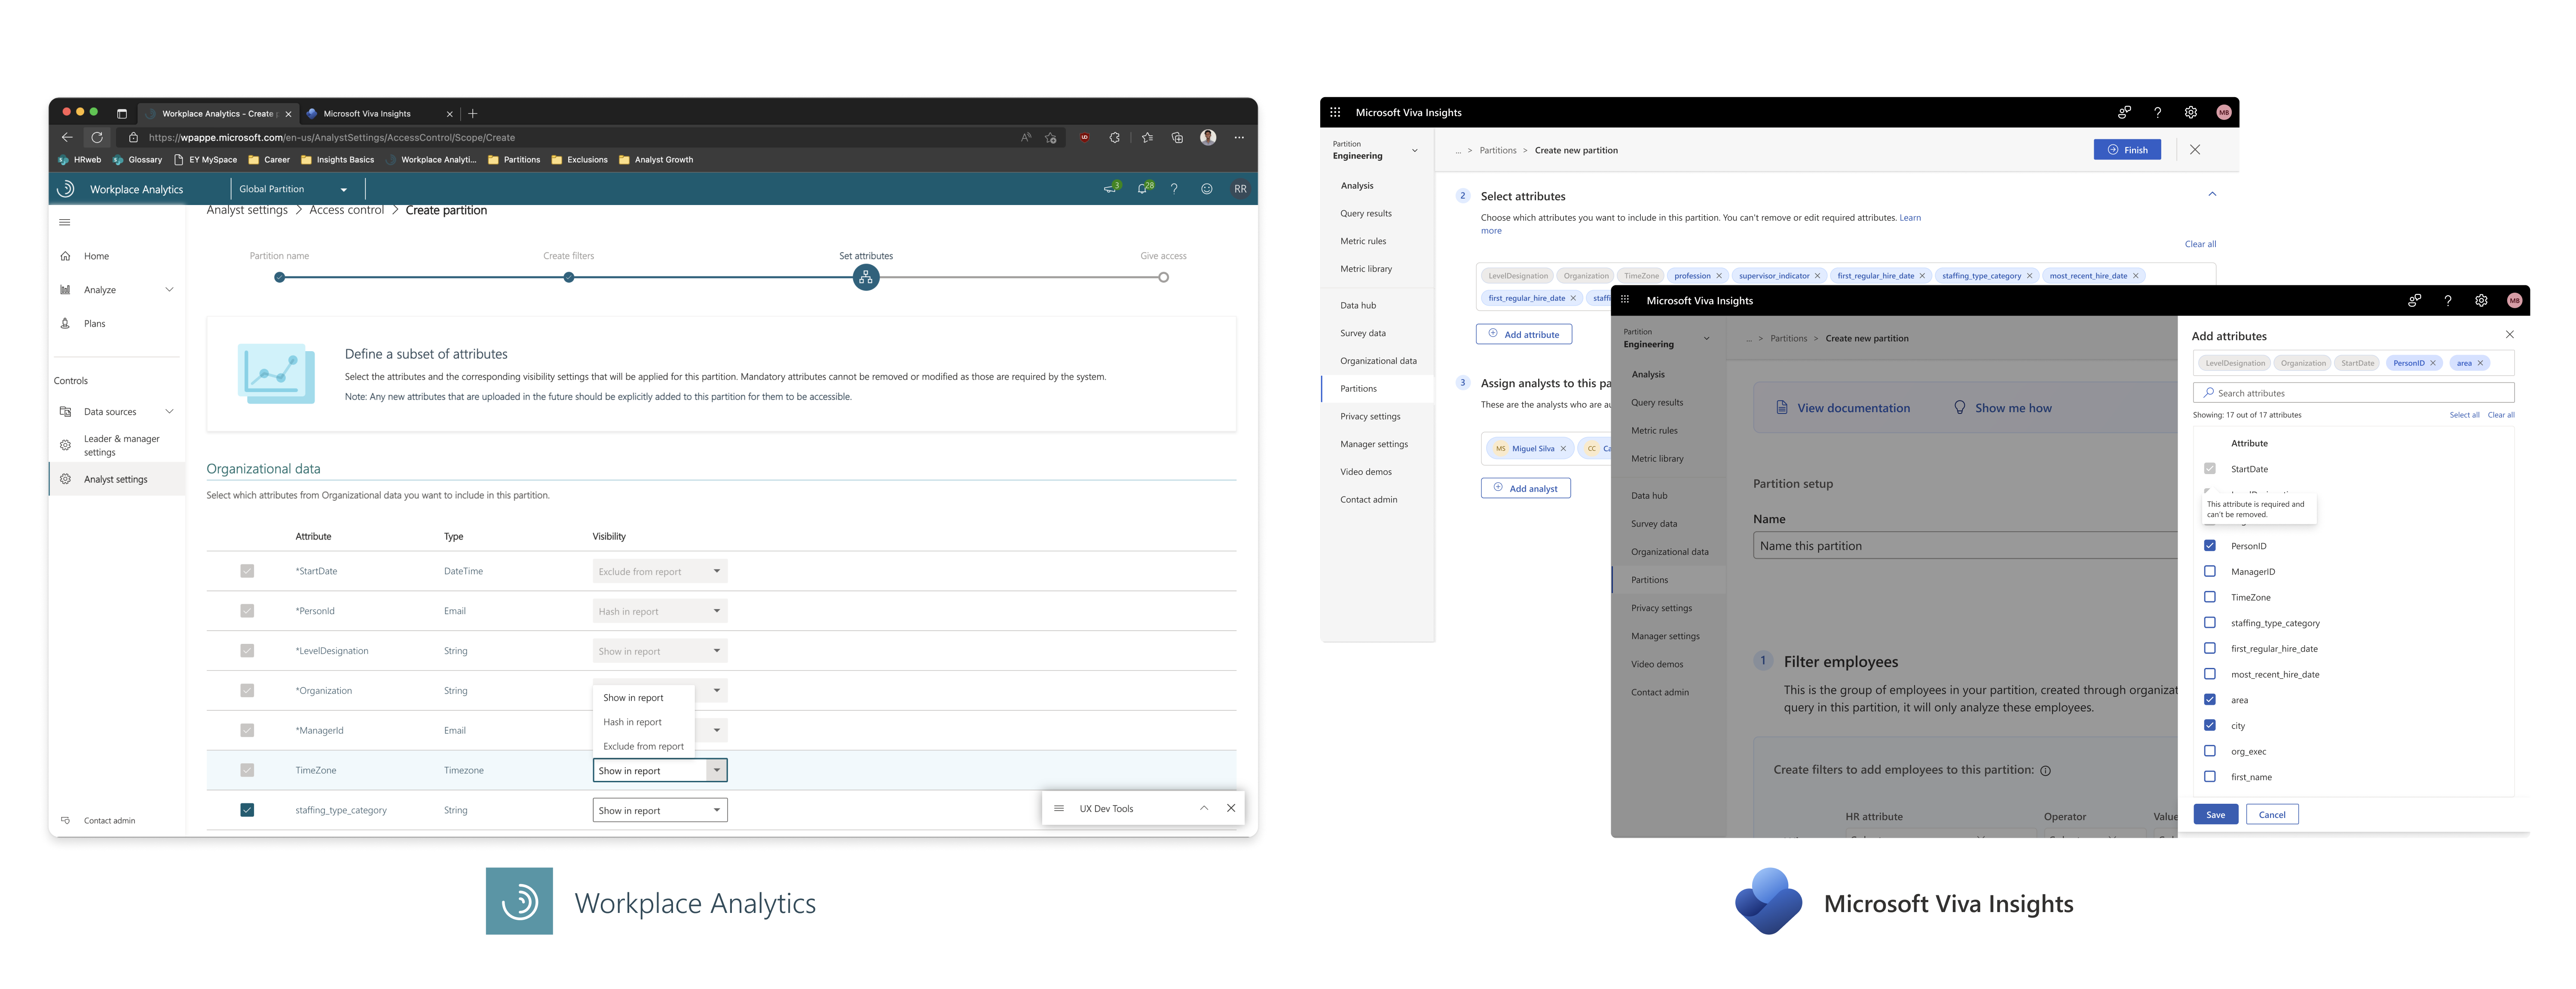 Workplace Analytics - Create
Microsoft Viva Insights
https://wpappe.microsoft.com/en-us/AnalystSettings/AccessControl/Scope/Create
HRweb
Glossary
EY MySpace
Career
Insights Basics
Workplace Analyti...
Partitions
Exclusions
Analyst Growth
Workplace Analytics
Global Partition
3
28
?
RR
Analyst settings > Access control > Create partition
Home
Analyze
Plans
Controls
Data sources
Leader & manager
settings
Analyst settings
Contact admin
Partition name
Create filters
Set attributes
Give access
Define a subset of attributes
Select the attributes and the corresponding visibility settings that will be applied for this partition. Mandatory attributes cannot be removed or modified as those are required by the system.
Note: Any new attributes that are uploaded in the future should be explicitly added to this partition for them to be accessible.
Organizational data
Select which attributes from Organizational data you want to include in this partition.
Attribute Type Visibility
*StartDate DateTime Exclude from report
*PersonId Email Hash in report
*LevelDesignation String Show in report
*Organization String
Show in report
Hash in report
*ManagerId Email
Exclude from report
TimeZone Timezone Show in report
staffing_type_category String Show in report
UX Dev Tools
Workplace Analytics
Microsoft Viva Insights
?
MB
Partition
Engineering
Analysis
Query results
Metric rules
Metric library
Data hub
Survey data
Organizational data
Partitions
Privacy settings
Manager settings
Video demos
Contact admin
... > Partitions > Create new partition
Finish
2 Select attributes
Choose which attributes you want to include in this partition. You can't remove or edit required attributes. Learn
more
Clear all
LevelDesignation Organization TimeZone profession supervisor_indicator first_regular_hire_date staffing_type_category most_recent_hire_date
first_regular_hire_date staffi
Add attribute
3 Assign analysts to this pa
These are the analysts who are au
MS Miguel Silva CC Ca
Add analyst
Microsoft Viva Insights
?
MB
Partition
Engineering
Analysis
Query results
Metric rules
Metric library
Data hub
Survey data
Organizational data
Partitions
Privacy settings
Manager settings
Video demos
Contact admin
... > Partitions > Create new partition
View documentation
Show me how
Partition setup
Name
Name this partition
1 Filter employees
This is the group of employees in your partition, created through organizat
query in this partition, it will only analyze these employees.
Create filters to add employees to this partition:
HR attribute Operator Value
Add attributes
LevelDesignation Organization StartDate PersonID area
Search attributes
Showing: 17 out of 17 attributes
Select all Clear all
Attribute
StartDate
This attribute is required and
can't be removed.
PersonID
ManagerID
TimeZone
staffing_type_category
first_regular_hire_date
most_recent_hire_date
area
city
org_exec
first_name
Save
Cancel
Microsoft Viva Insights